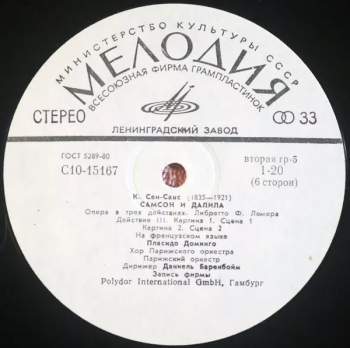 МИНИСТЕРСТВО КУЛЬТУРЫ СССР
МЕЛОДИЯ
ВСЕСОЮЗНАЯ ФИРМА ГРАМПЛАСТИНОК
СТЕРЕО
33
ЛЕНИНГРАДСКИЙ ЗАВОД
ГОСТ 5289-80
С10-15167
вторая гр-5
1-20
(6 сторон)
К. Сен-Санс (1835—1921)
САМСОН И ДАЛИЛА
Опера в трех действиях. Либретто Ф. Лемера
Действие III. Картина 1. Сцена 1
Картина 2. Сцена 2
На французском языке
Пласидо Доминго
Хор Парижского оркестра
Парижский оркестр
Дирижер Даниель Баренбойм
Запись фирмы
Polydor International GmbH, Гамбург